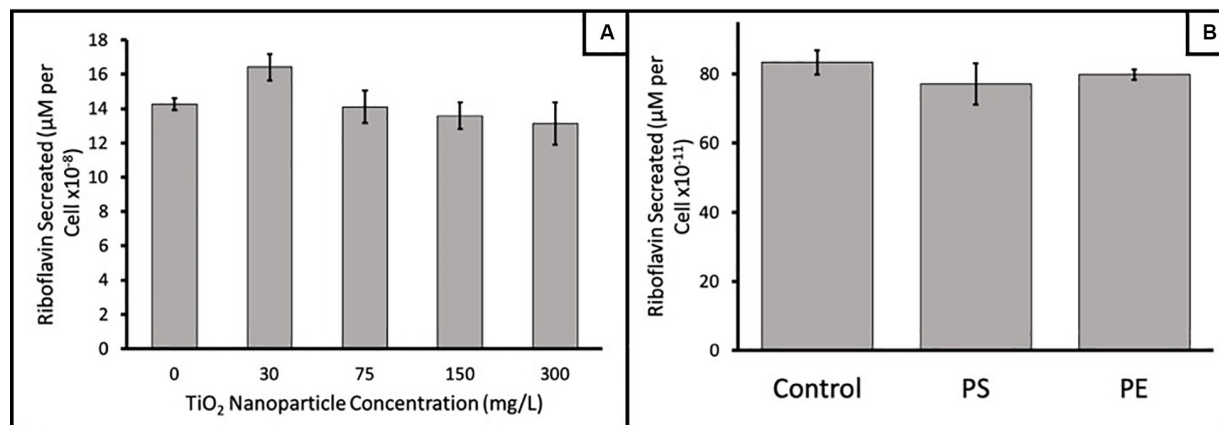 A
Riboflavin Secreated (µM per
Cell x10⁻⁸)
18
16
14
12
10
8
6
4
2
0
0 30 75 150 300
TiO₂ Nanoparticle Concentration (mg/L)
B
Riboflavin Secreated (µM per
Cell x10⁻¹¹)
80
60
40
20
0
Control PS PE